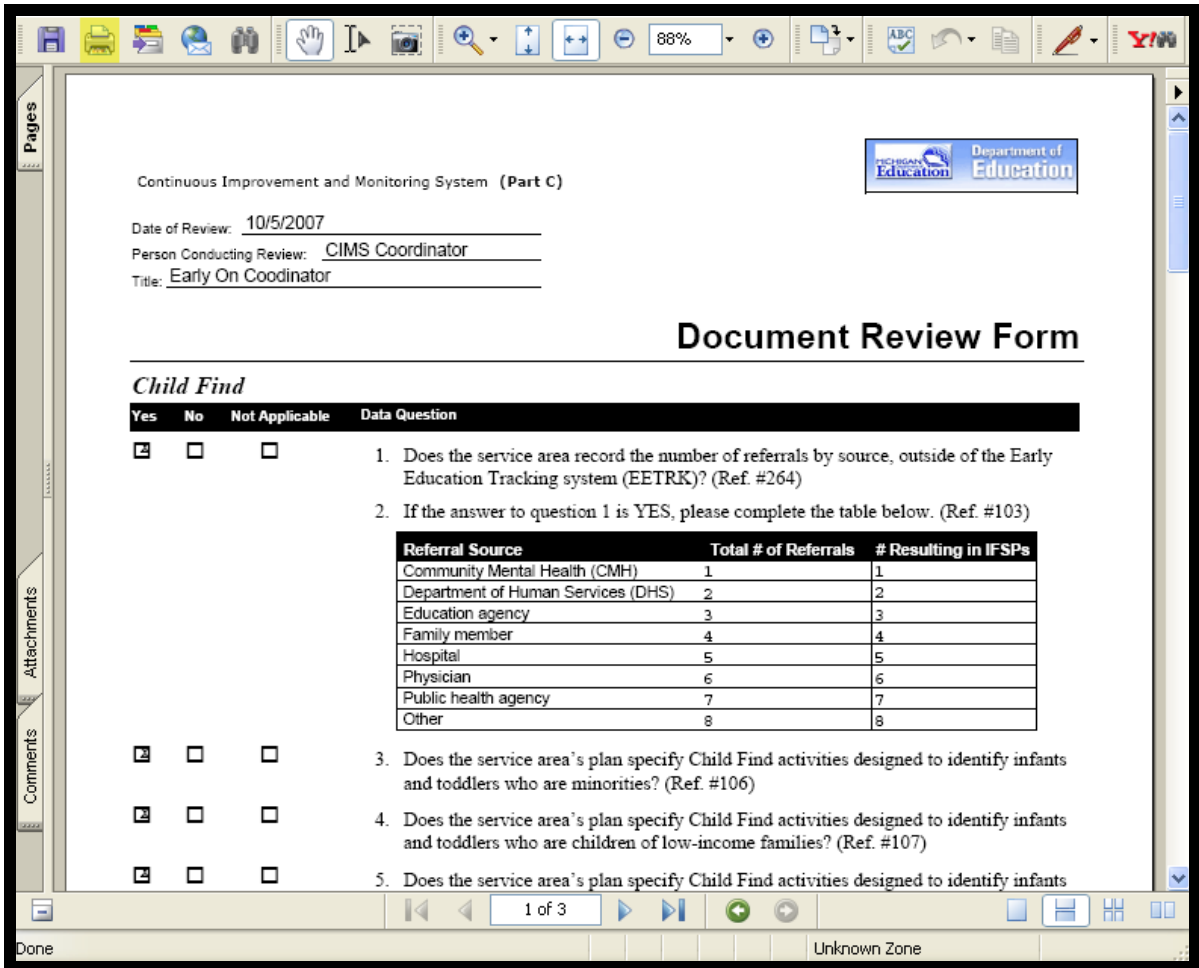 88%
ABC
Y!
Pages
Attachments
Comments
MICHIGAN
Education
Department of
Education
Continuous Improvement and Monitoring System (Part C)
Date of Review: 10/5/2007
Person Conducting Review: CIMS Coordinator
Title: Early On Coodinator
Document Review Form
Child Find
Yes No Not Applicable Data Question
1. Does the service area record the number of referrals by source, outside of the Early
Education Tracking system (EETRK)? (Ref. #264)
2. If the answer to question 1 is YES, please complete the table below. (Ref. #103)
Referral Source Total # of Referrals # Resulting in IFSPs
Community Mental Health (CMH) 1 1
Department of Human Services (DHS) 2 2
Education agency 3 3
Family member 4 4
Hospital 5 5
Physician 6 6
Public health agency 7 7
Other 8 8
3. Does the service area's plan specify Child Find activities designed to identify infants
and toddlers who are minorities? (Ref. #106)
4. Does the service area's plan specify Child Find activities designed to identify infants
and toddlers who are children of low-income families? (Ref. #107)
5. Does the service area's plan specify Child Find activities designed to identify infants
1 of 3
Done Unknown Zone